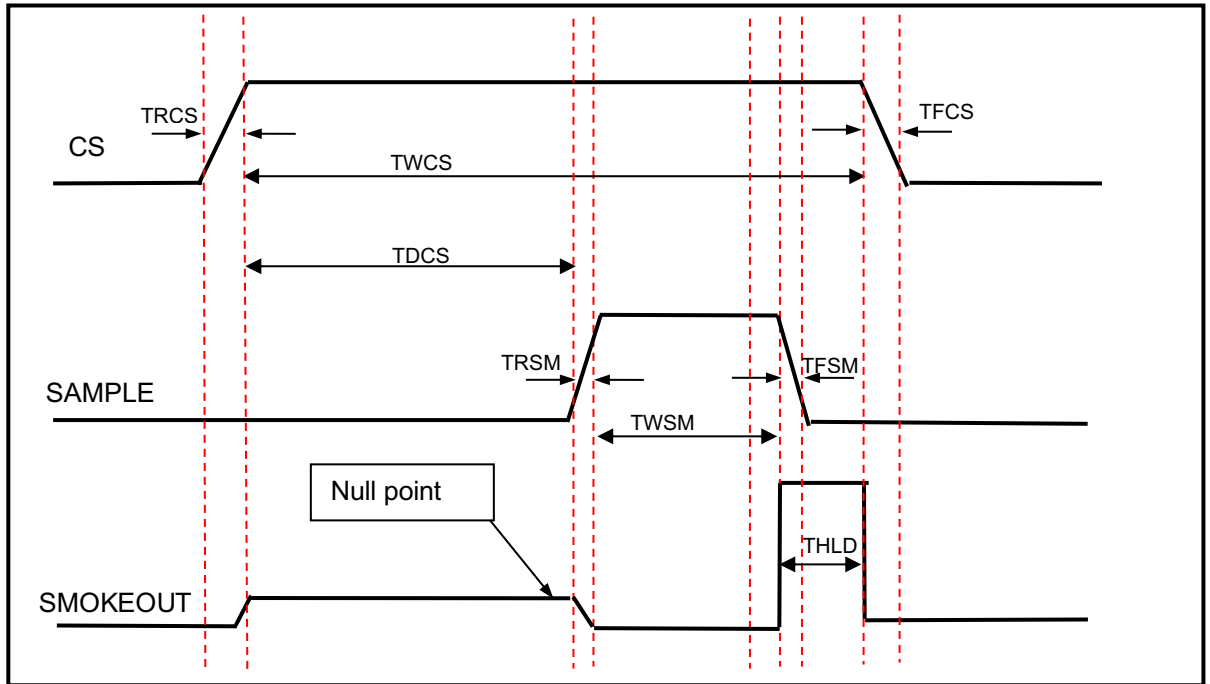 TRCS
TFCS
CS
TWCS
TDCS
TRSM
TFSM
SAMPLE
TWSM
Null point
THLD
SMOKEOUT